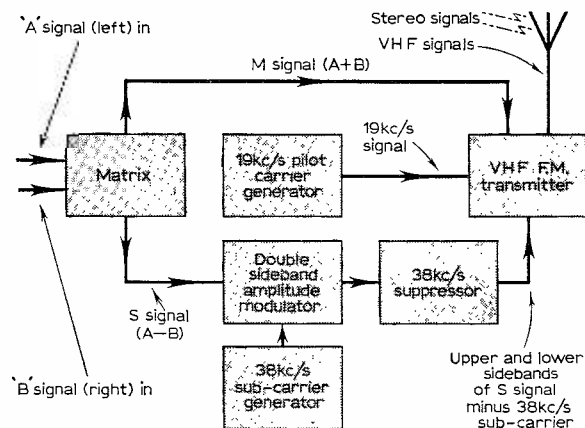 'A' signal (left) in
Stereo signals
VHF signals
M signal (A+B)
19kc/s
signal
Matrix
19kc/s pilot
carrier
generator
VHF F.M.
transmitter
Double
sideband
amplitude
modulator
38kc/s
suppressor
S signal
(A−B)
'B' signal (right) in
38kc/s
sub-carrier
generator
Upper and lower
sidebands
of S signal
minus 38kc/s
sub-carrier